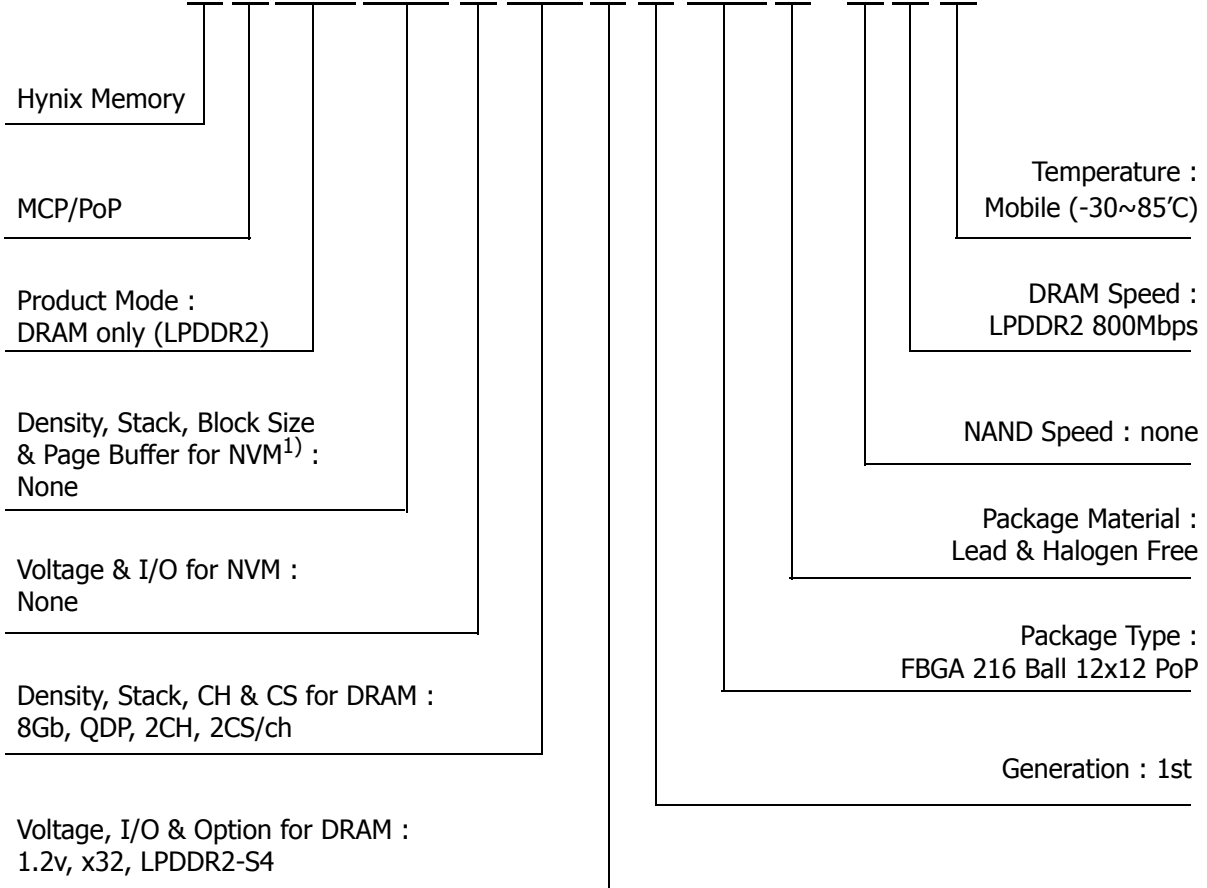 Hynix Memory
MCP/PoP
Product Mode :
DRAM only (LPDDR2)
Density, Stack, Block Size
& Page Buffer for NVM1) :
None
Voltage & I/O for NVM :
None
Density, Stack, CH & CS for DRAM :
8Gb, QDP, 2CH, 2CS/ch
Voltage, I/O & Option for DRAM :
1.2v, x32, LPDDR2-S4
Temperature :
Mobile (-30~85’C)
DRAM Speed :
LPDDR2 800Mbps
NAND Speed : none
Package Material :
Lead & Halogen Free
Package Type :
FBGA 216 Ball 12x12 PoP
Generation : 1st